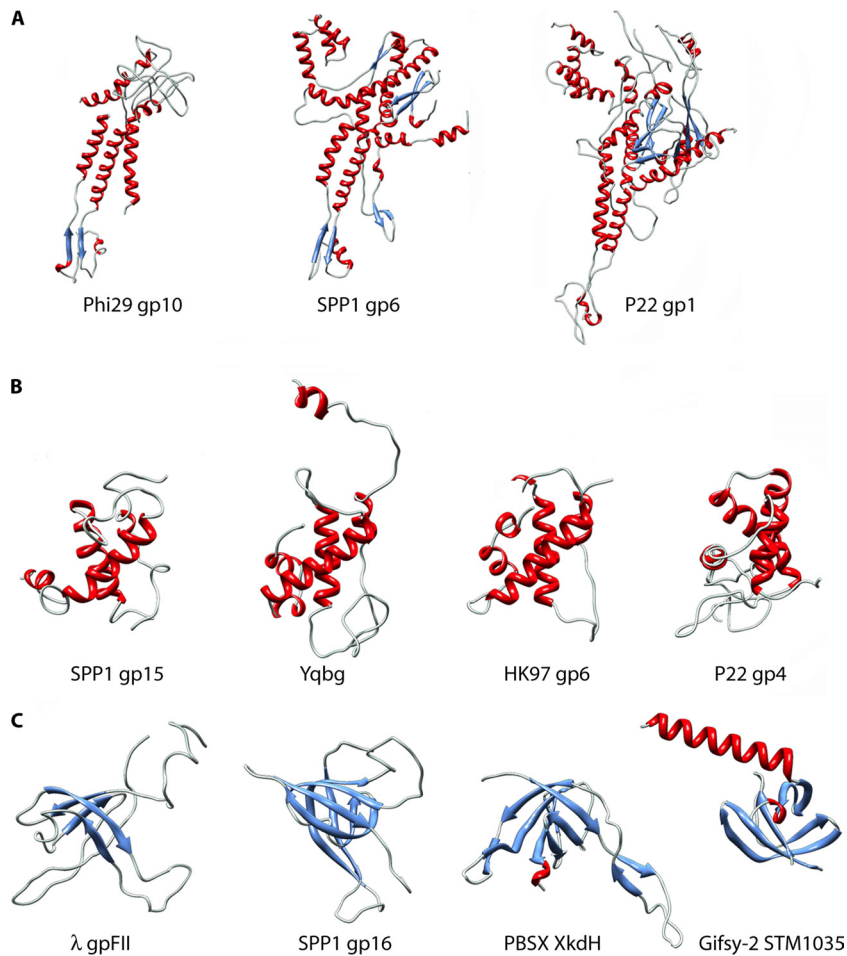 A
Phi29 gp10
SPP1 gp6
P22 gp1
B
SPP1 gp15
Yqbg
HK97 gp6
P22 gp4
C
λ gpFII
SPP1 gp16
PBSX XkdH
Gifsy-2 STM1035